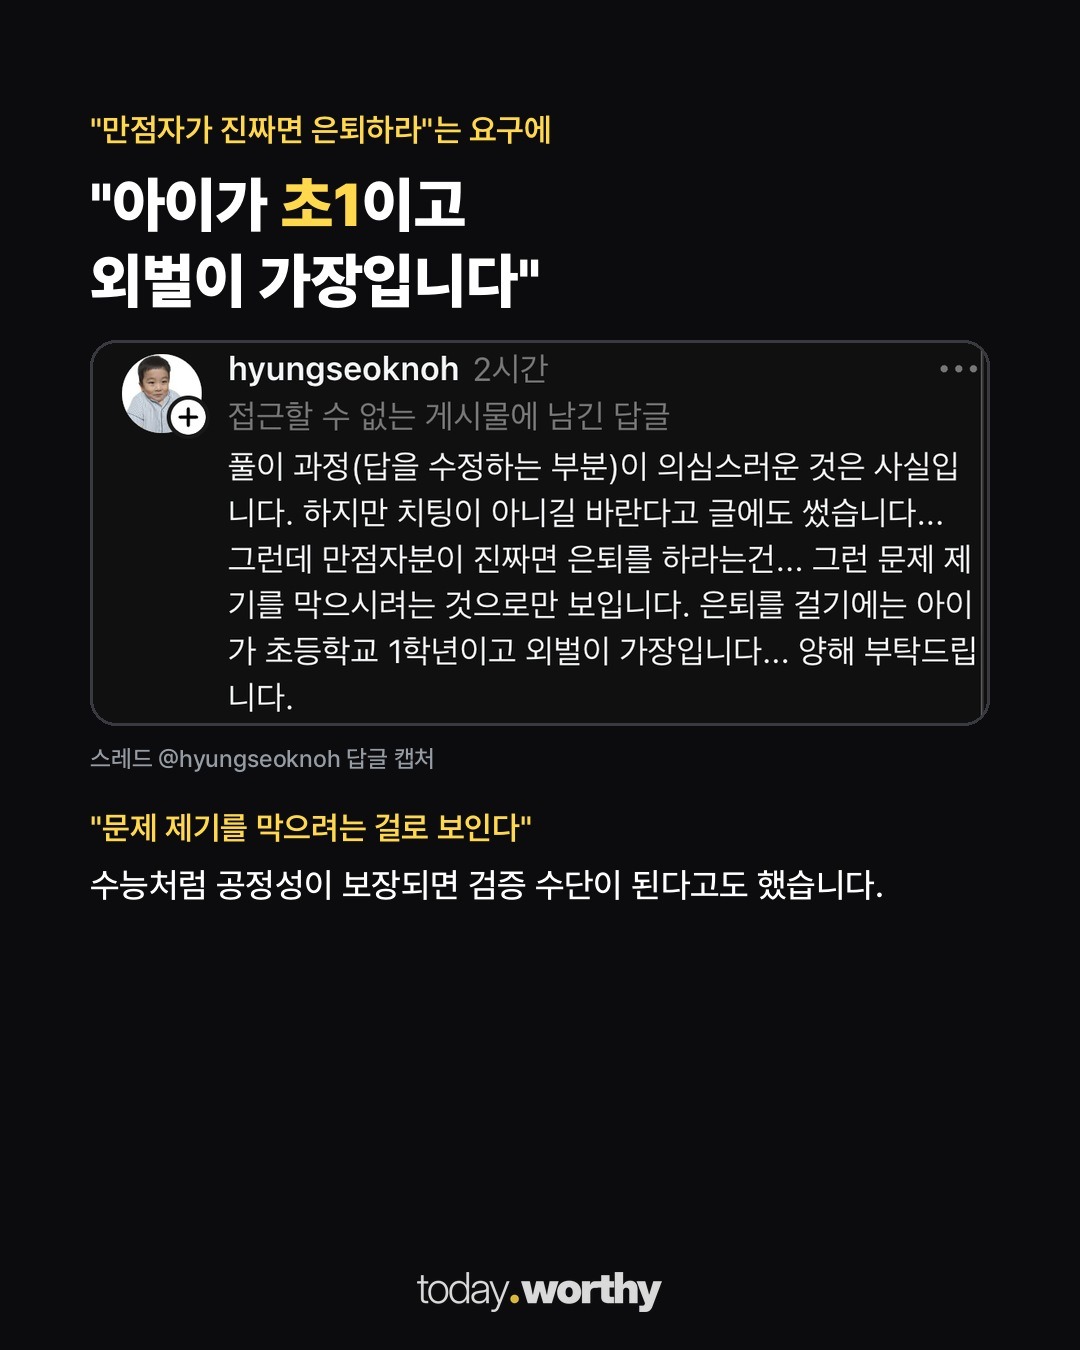 "만점자가 진짜면 은퇴하라"는 요구에
"아이가 초1이고
외벌이 가장입니다"
hyungseoknoh 2시간
접근할 수 없는 게시물에 남긴 답글
풀이 과정(답을 수정하는 부분)이 의심스러운 것은 사실입
니다. 하지만 치팅이 아니길 바란다고 글에도 썼습니다...
그런데 만점자분이 진짜면 은퇴를 하라는건... 그런 문제 제
기를 막으시려는 것으로만 보입니다. 은퇴를 걸기에는 아이
가 초등학교 1학년이고 외벌이 가장입니다... 양해 부탁드립
니다.
스레드 @hyungseoknoh 답글 캡처
"문제 제기를 막으려는 걸로 보인다"
수능처럼 공정성이 보장되면 검증 수단이 된다고도 했습니다.
today.worthy